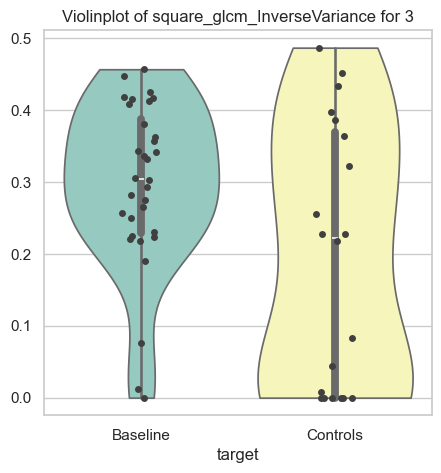 Violinplot of square_glcm_InverseVariance for 3
0.5
0.4
0.3
0.2
0.1
0.0
Baseline Controls
target